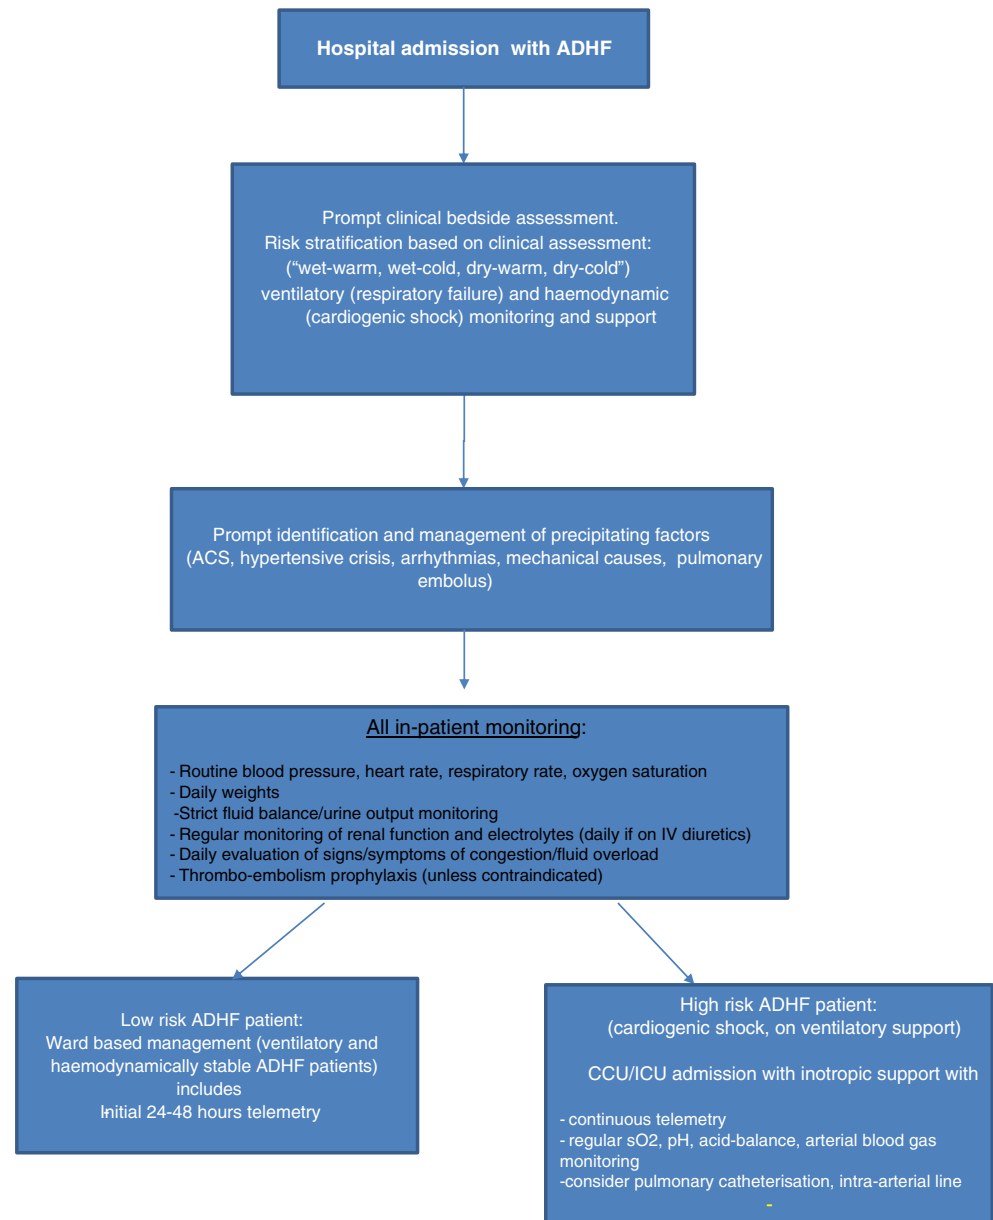 Hospital admission with ADHF
Prompt clinical bedside assessment.
Risk stratification based on clinical assessment:
(“wet-warm, wet-cold, dry-warm, dry-cold”)
ventilatory (respiratory failure) and haemodynamic
(cardiogenic shock) monitoring and support
Prompt identification and management of precipitating factors
(ACS, hypertensive crisis, arrhythmias, mechanical causes, pulmonary
embolus)
All in-patient monitoring:
- Routine blood pressure, heart rate, respiratory rate, oxygen saturation
- Daily weights
-Strict fluid balance/urine output monitoring
- Regular monitoring of renal function and electrolytes (daily if on IV diuretics)
- Daily evaluation of signs/symptoms of congestion/fluid overload
- Thrombo-embolism prophylaxis (unless contraindicated)
Low risk ADHF patient:
Ward based management (ventilatory and
haemodynamically stable ADHF patients)
includes
- Initial 24-48 hours telemetry
High risk ADHF patient:
(cardiogenic shock, on ventilatory support)
CCU/ICU admission with inotropic support with
- continuous telemetry
- regular sO2, pH, acid-balance, arterial blood gas
monitoring
-consider pulmonary catheterisation, intra-arterial line
-